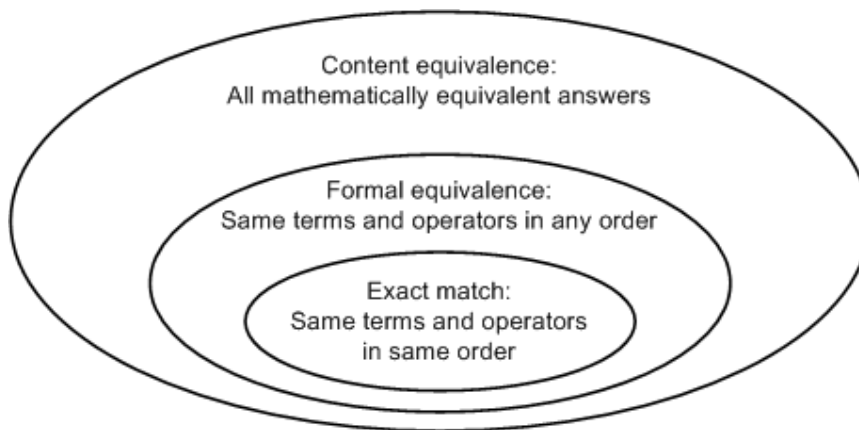 Content equivalence:
All mathematically equivalent answers
Formal equivalence:
Same terms and operators in any order
Exact match:
Same terms and operators
in same order